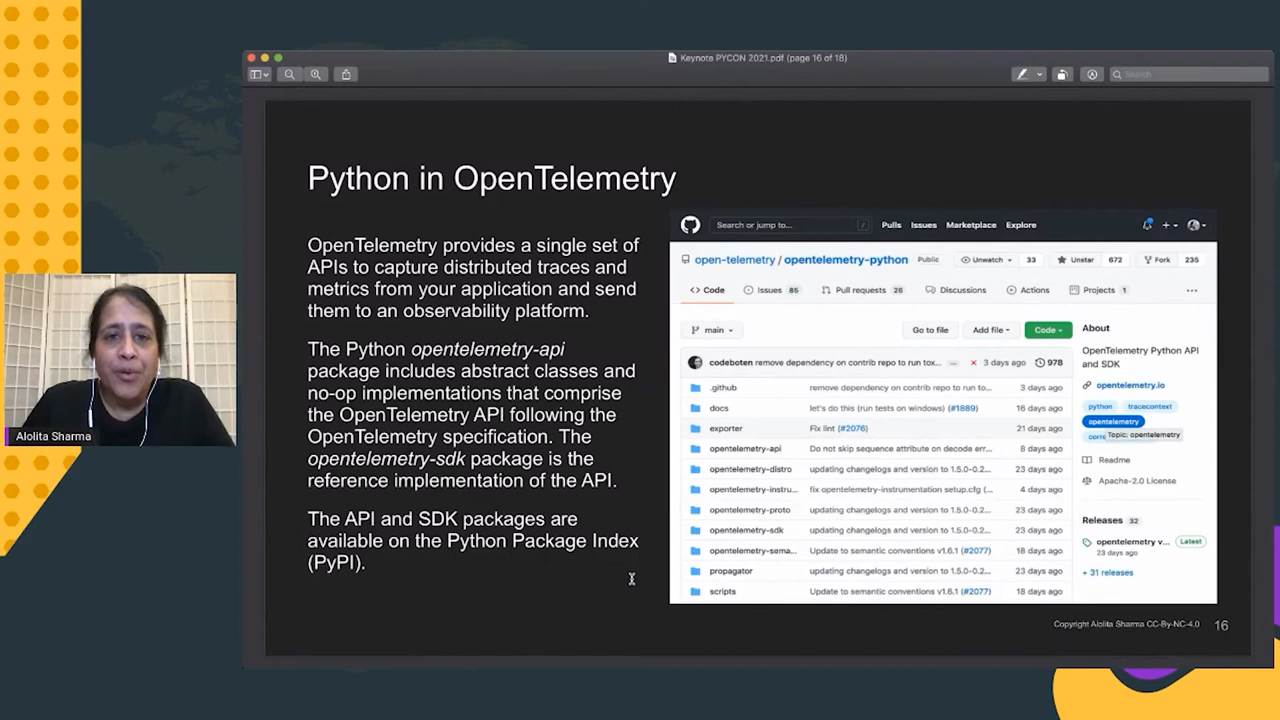 Keynote PYCON 2021.pdf (page 16 of 18)
Search
Python in OpenTelemetry
OpenTelemetry provides a single set of
APIs to capture distributed traces and
metrics from your application and send
them to an observability platform.
The Python opentelemetry-api
package includes abstract classes and
no-op implementations that comprise
the OpenTelemetry API following the
OpenTelemetry specification. The
opentelemetry-sdk package is the
reference implementation of the API.
The API and SDK packages are
available on the Python Package Index
(PyPI).
Search or jump to... / Pulls Issues Marketplace Explore
open-telemetry / opentelemetry-python Public Unwatch 33 Unstar 672 Fork 235
Code Issues 85 Pull requests 26 Discussions Actions Projects 1 ...
main Go to file Add file Code
codeboten remove dependency on contrib repo to run tox... ... 3 days ago 978
.github remove dependency on contrib repo to run to... 3 days ago
docs let's do this (run tests on windows) (#1889) 16 days ago
exporter Fix lint (#2076) 21 days ago
opentelemetry-api Do not skip sequence attribute on decode err... 8 days ago
opentelemetry-distro updating changelogs and version to 1.5.0-0.2... 23 days ago
opentelemetry-instru... fix opentelemetry-instrumentation setup.cfg (... 4 days ago
opentelemetry-proto updating changelogs and version to 1.5.0-0.2... 23 days ago
opentelemetry-sdk updating changelogs and version to 1.5.0-0.2... 23 days ago
opentelemetry-sema... Update to semantic conventions v1.6.1 (#2077) 18 days ago
propagator updating changelogs and version to 1.5.0-0.2... 23 days ago
scripts Update to semantic conventions v1.6.1 (#2077) 18 days ago
About
OpenTelemetry Python API
and SDK
opentelemetry.io
python tracecontext
opentelemetry
corre Topic: opentelemetry
Readme
Apache-2.0 License
Releases 32
opentelemetry v... Latest
23 days ago
+ 31 releases
Copyright Alolita Sharma CC-By-NC-4.0 16
Alolita Sharma